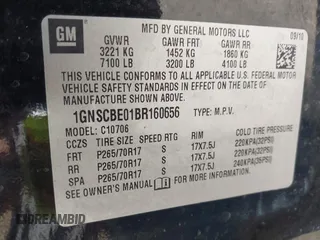 GM
MFD BY GENERAL MOTORS LLC
09/10
GVWR GAWR FRT GAWR RR
3221 KG 1452 KG 1860 KG
7100 LB 3200 LB 4100 LB
THIS VEHICLE CONFORMS TO ALL APPLICABLE U.S. FEDERAL
MOTOR VEHICLE SAFETY
THEFT PREVENTION STANDARDS IN EFFECT ON THE DATE OF
MANUFACTURE SHOWN ABOVE.
1GNSCBE01BR160656 TYPE: M.P.V.
MODEL: C10706
CCZS TIRE SIZE SPEED RTG RIM COLD TIRE PRESSURE
FRT P265/70R17 S 17X7.5J 220KPA(32PSI)
RR P265/70R17 S 17X7.5J 220KPA(32PSI)
SPA P265/70R17 S 17X7.5J 240KPA(35PSI)
SEE OWNER'S MANUAL FOR ADDITIONAL INFORMATION
DREAMBID